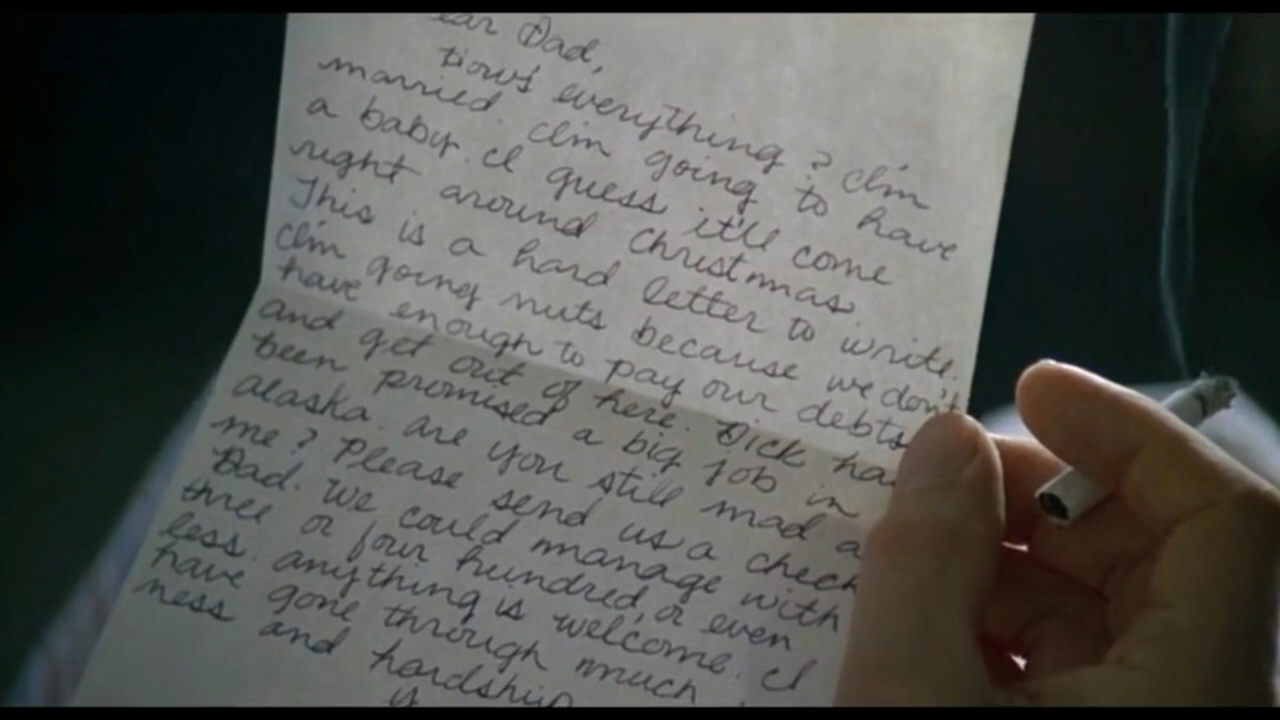 ear Dad,
How's everything? I'm
married. I'm going to have
a baby. I guess it'll come
right around Christmas.
This is a hard letter to write.
I'm going nuts because we don't
have enough to pay our debts
and get out of here. Dick ha
been promised a big job in
Alaska. Are you still mad a
me? Please send us a check
Dad. We could manage with
three or four hundred, or even
less. Anything is welcome. I
have gone through much
ness and hardship